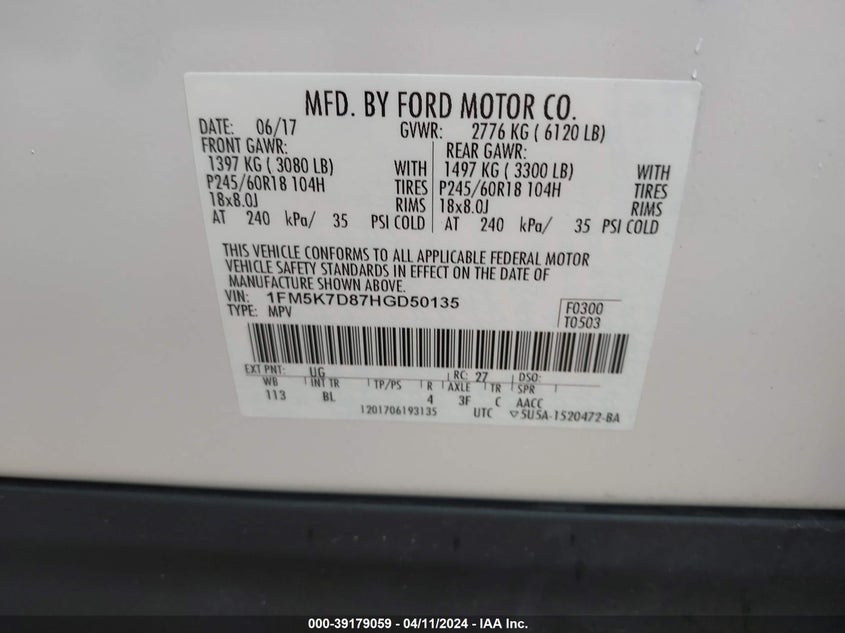 MFD. BY FORD MOTOR CO.
DATE: 06/17 GVWR: 2776 KG ( 6120 LB)
FRONT GAWR: REAR GAWR:
1397 KG ( 3080 LB) WITH 1497 KG ( 3300 LB) WITH
P245/60R18 104H TIRES P245/60R18 104H TIRES
18x8.0J RIMS 18x8.0J RIMS
AT 240 kPa/ 35 PSI COLD AT 240 kPa/ 35 PSI COLD
THIS VEHICLE CONFORMS TO ALL APPLICABLE FEDERAL MOTOR
VEHICLE SAFETY STANDARDS IN EFFECT ON THE DATE OF
MANUFACTURE SHOWN ABOVE.
VIN: 1FM5K7D87HGD50135 F0300
TYPE: MPV T0503
EXT PNT: UG RC: 27 DSO:
WB INT TR TP/PS R AXLE TR SPR
113 BL 4 3F C AACC
1201706193135 UTC ▽5U5A-1520472-BA
000-39179059 - 04/11/2024 - IAA Inc.